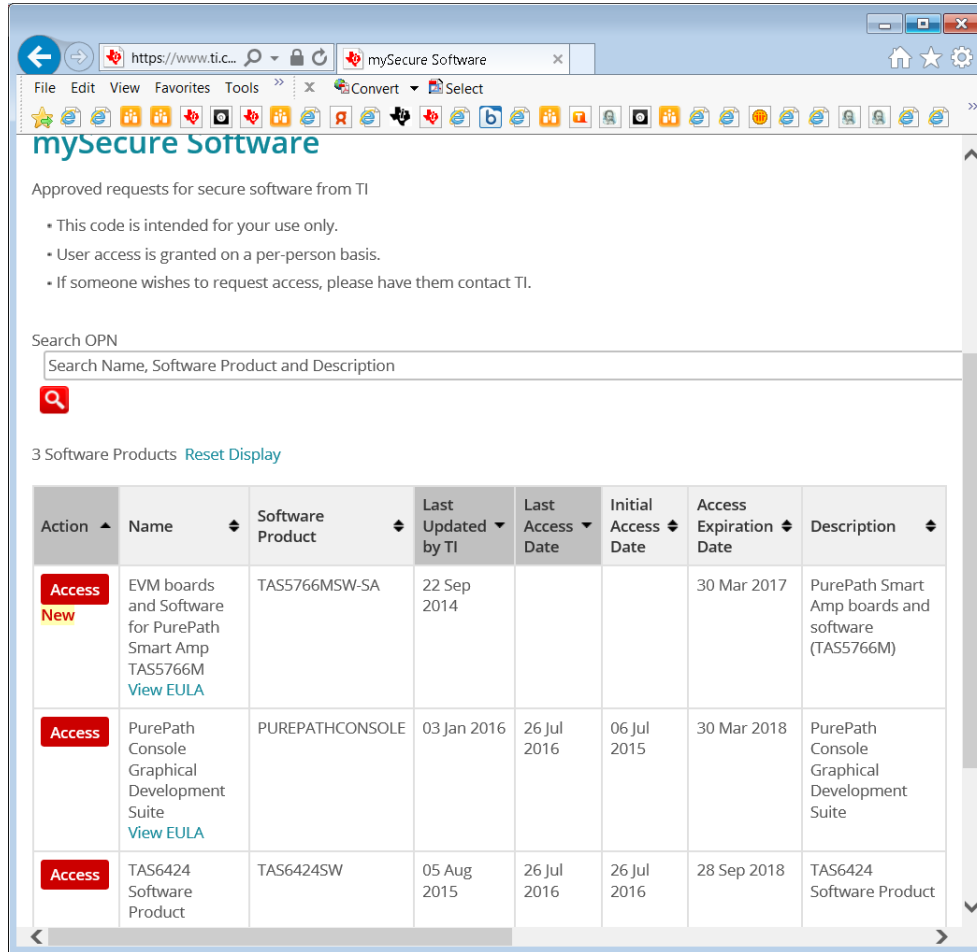 https://www.ti.c...
mySecure Software
File Edit View Favorites Tools » x Convert Select
»
mySecure Software
Approved requests for secure software from TI
• This code is intended for your use only.
• User access is granted on a per-person basis.
• If someone wishes to request access, please have them contact TI.
Search OPN
Search Name, Software Product and Description
3 Software Products Reset Display
Action Name Software Product Last Updated by TI Last Access Date Initial Access Date Access Expiration Date Description
Access
New
EVM boards
and Software
for PurePath
Smart Amp
TAS5766M
View EULA
TAS5766MSW-SA
22 Sep
2014
30 Mar 2017
PurePath Smart
Amp boards and
software
(TAS5766M)
Access
PurePath
Console
Graphical
Development
Suite
View EULA
PUREPATHCONSOLE
03 Jan 2016
26 Jul
2016
06 Jul
2015
30 Mar 2018
PurePath
Console
Graphical
Development
Suite
Access
TAS6424
Software
Product
TAS6424SW
05 Aug
2015
26 Jul
2016
26 Jul
2016
28 Sep 2018
TAS6424
Software Product